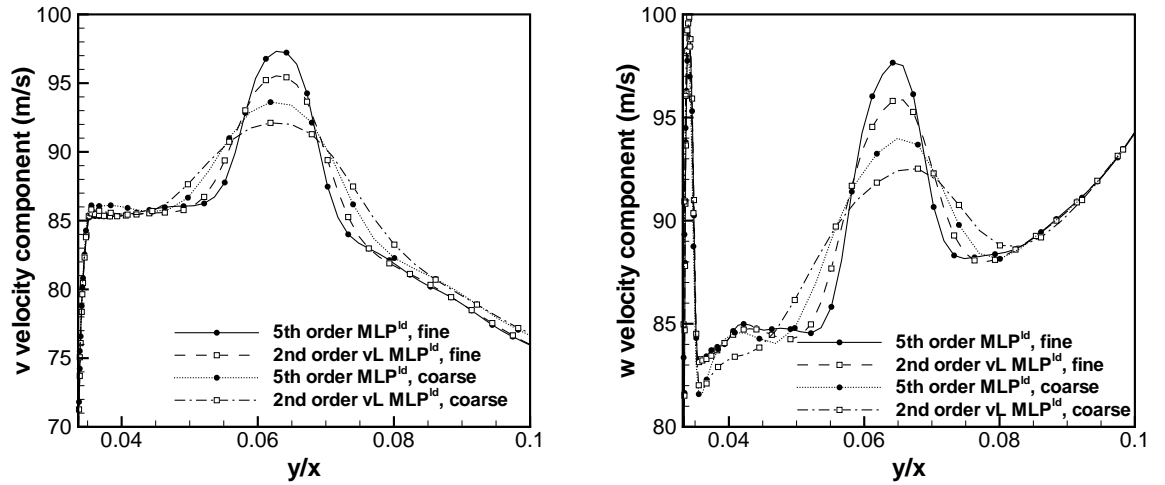 v velocity component (m/s)
100
95
90
85
80
75
70
0.04
0.06
0.08
0.1
y/x
5th order MLP^ld, fine
2nd order vL MLP^ld, fine
5th order MLP^ld, coarse
2nd order vL MLP^ld, coarse
w velocity component (m/s)
100
95
90
85
80
0.04
0.06
0.08
0.1
y/x
5th order MLP^ld, fine
2nd order vL MLP^ld, fine
5th order MLP^ld, coarse
2nd order vL MLP^ld, coarse